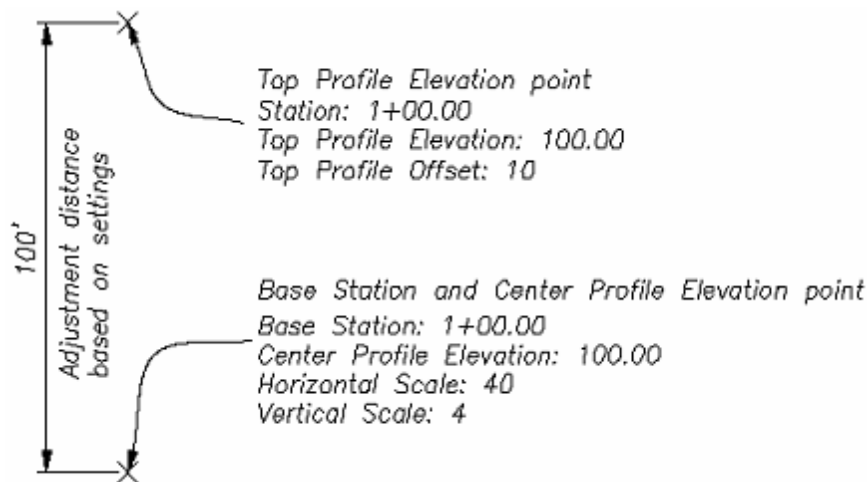 Top Profile Elevation point
Station: 1+00.00
Top Profile Elevation: 100.00
Top Profile Offset: 10
100'
Adjustment distance
based on settings
Base Station and Center Profile Elevation point
Base Station: 1+00.00
Center Profile Elevation: 100.00
Horizontal Scale: 40
Vertical Scale: 4